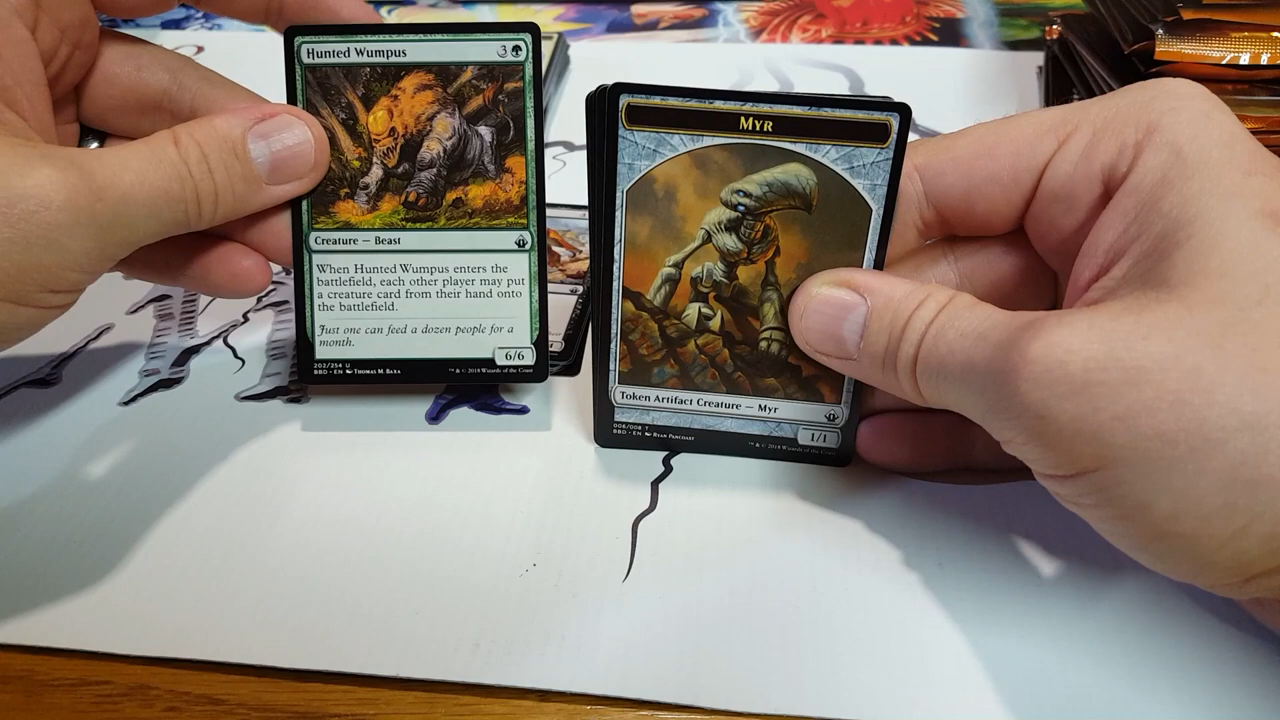 Hunted Wumpus 3
Creature — Beast
When Hunted Wumpus enters the
battlefield, each other player may put
a creature card from their hand onto
the battlefield.
Just one can feed a dozen people for a
month.
6/6
202/254 U
BBD • EN Thomas M. Baxa
™ & © 2018 Wizards of the Coast
Myr
Token Artifact Creature — Myr
1/1
006/008 T
BBD • EN Ryan Pancoast
™ & © 2018 Wizards of the Coast